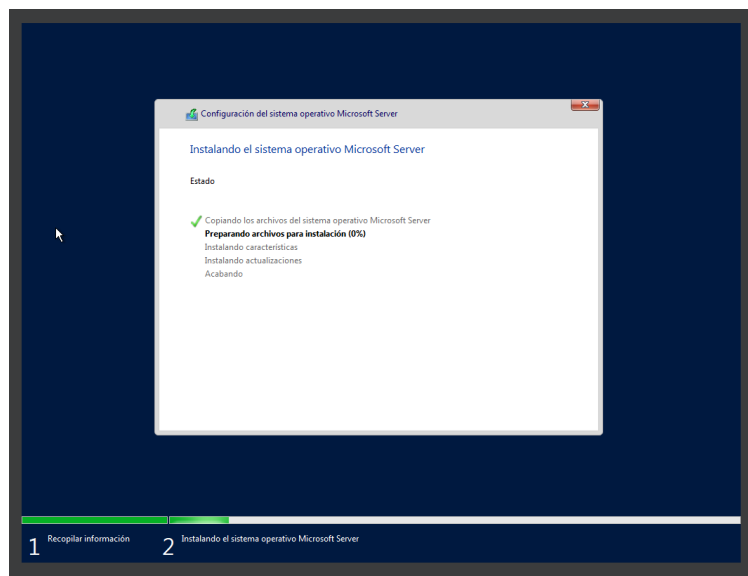 Configuración del sistema operativo Microsoft Server
Instalando el sistema operativo Microsoft Server
Estado
Copiando los archivos del sistema operativo Microsoft Server
Preparando archivos para instalación (0%)
Instalando características
Instalando actualizaciones
Acabando
1 Recopilar información
2 Instalando el sistema operativo Microsoft Server